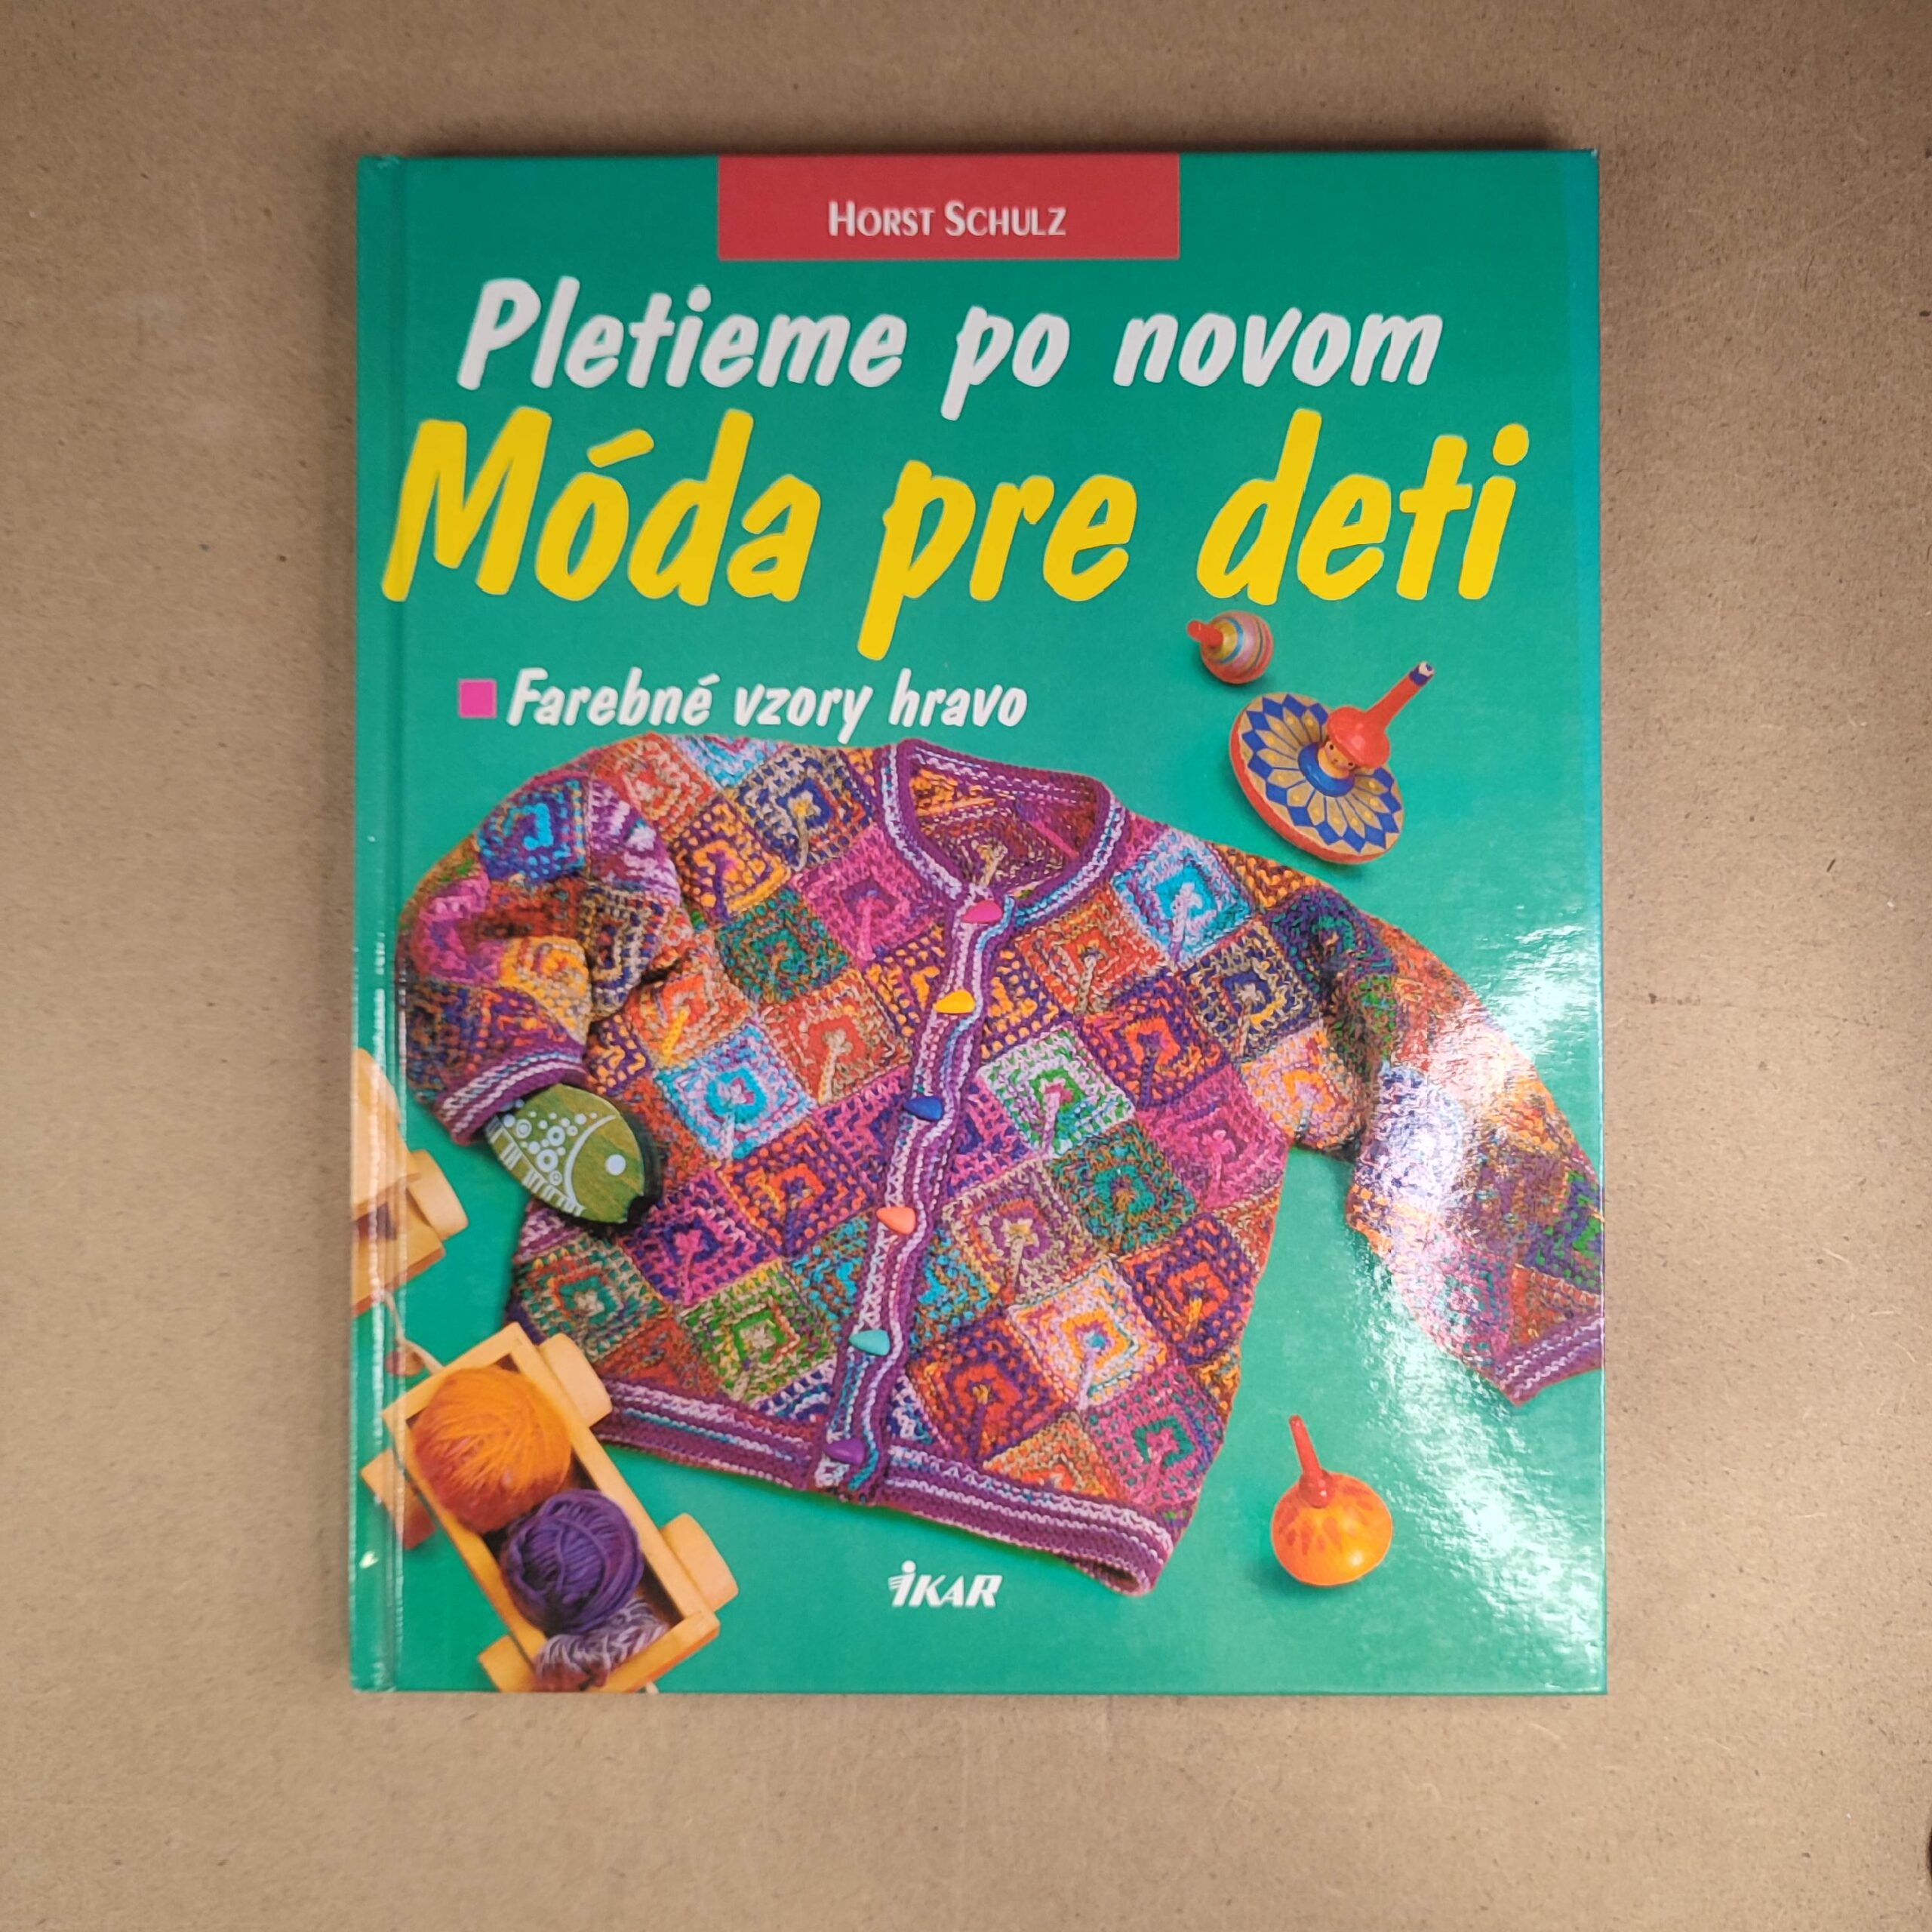 HORST SCHULZ
Pletieme po novom
Móda pre deti
Farebné vzory hravo
iKAR